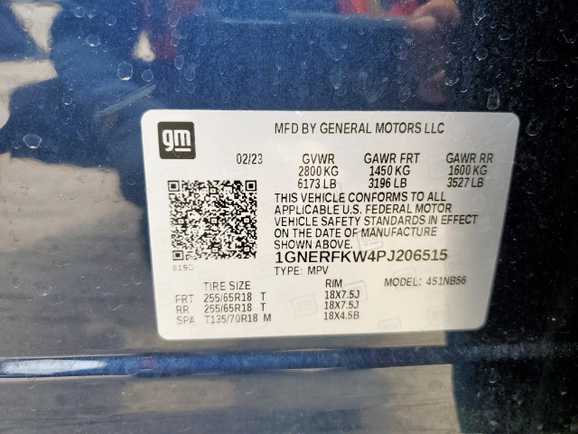 gm
MFD BY GENERAL MOTORS LLC
02/23 GVWR GAWR FRT GAWR RR
2800 KG 1450 KG 1600 KG
6173 LB 3196 LB 3527 LB
THIS VEHICLE CONFORMS TO ALL
APPLICABLE U.S. FEDERAL MOTOR
VEHICLE SAFETY STANDARDS IN EFFECT
ON THE DATE OF MANUFACTURE
SHOWN ABOVE.
1GNERFKW4PJ206515
TYPE: MPV MODEL: 451NB56
TIRE SIZE RIM
FRT 255/65R18 T 18X7.5J
RR 255/65R18 T 18X7.5J
SPA T135/70R18 M 18X4.5B